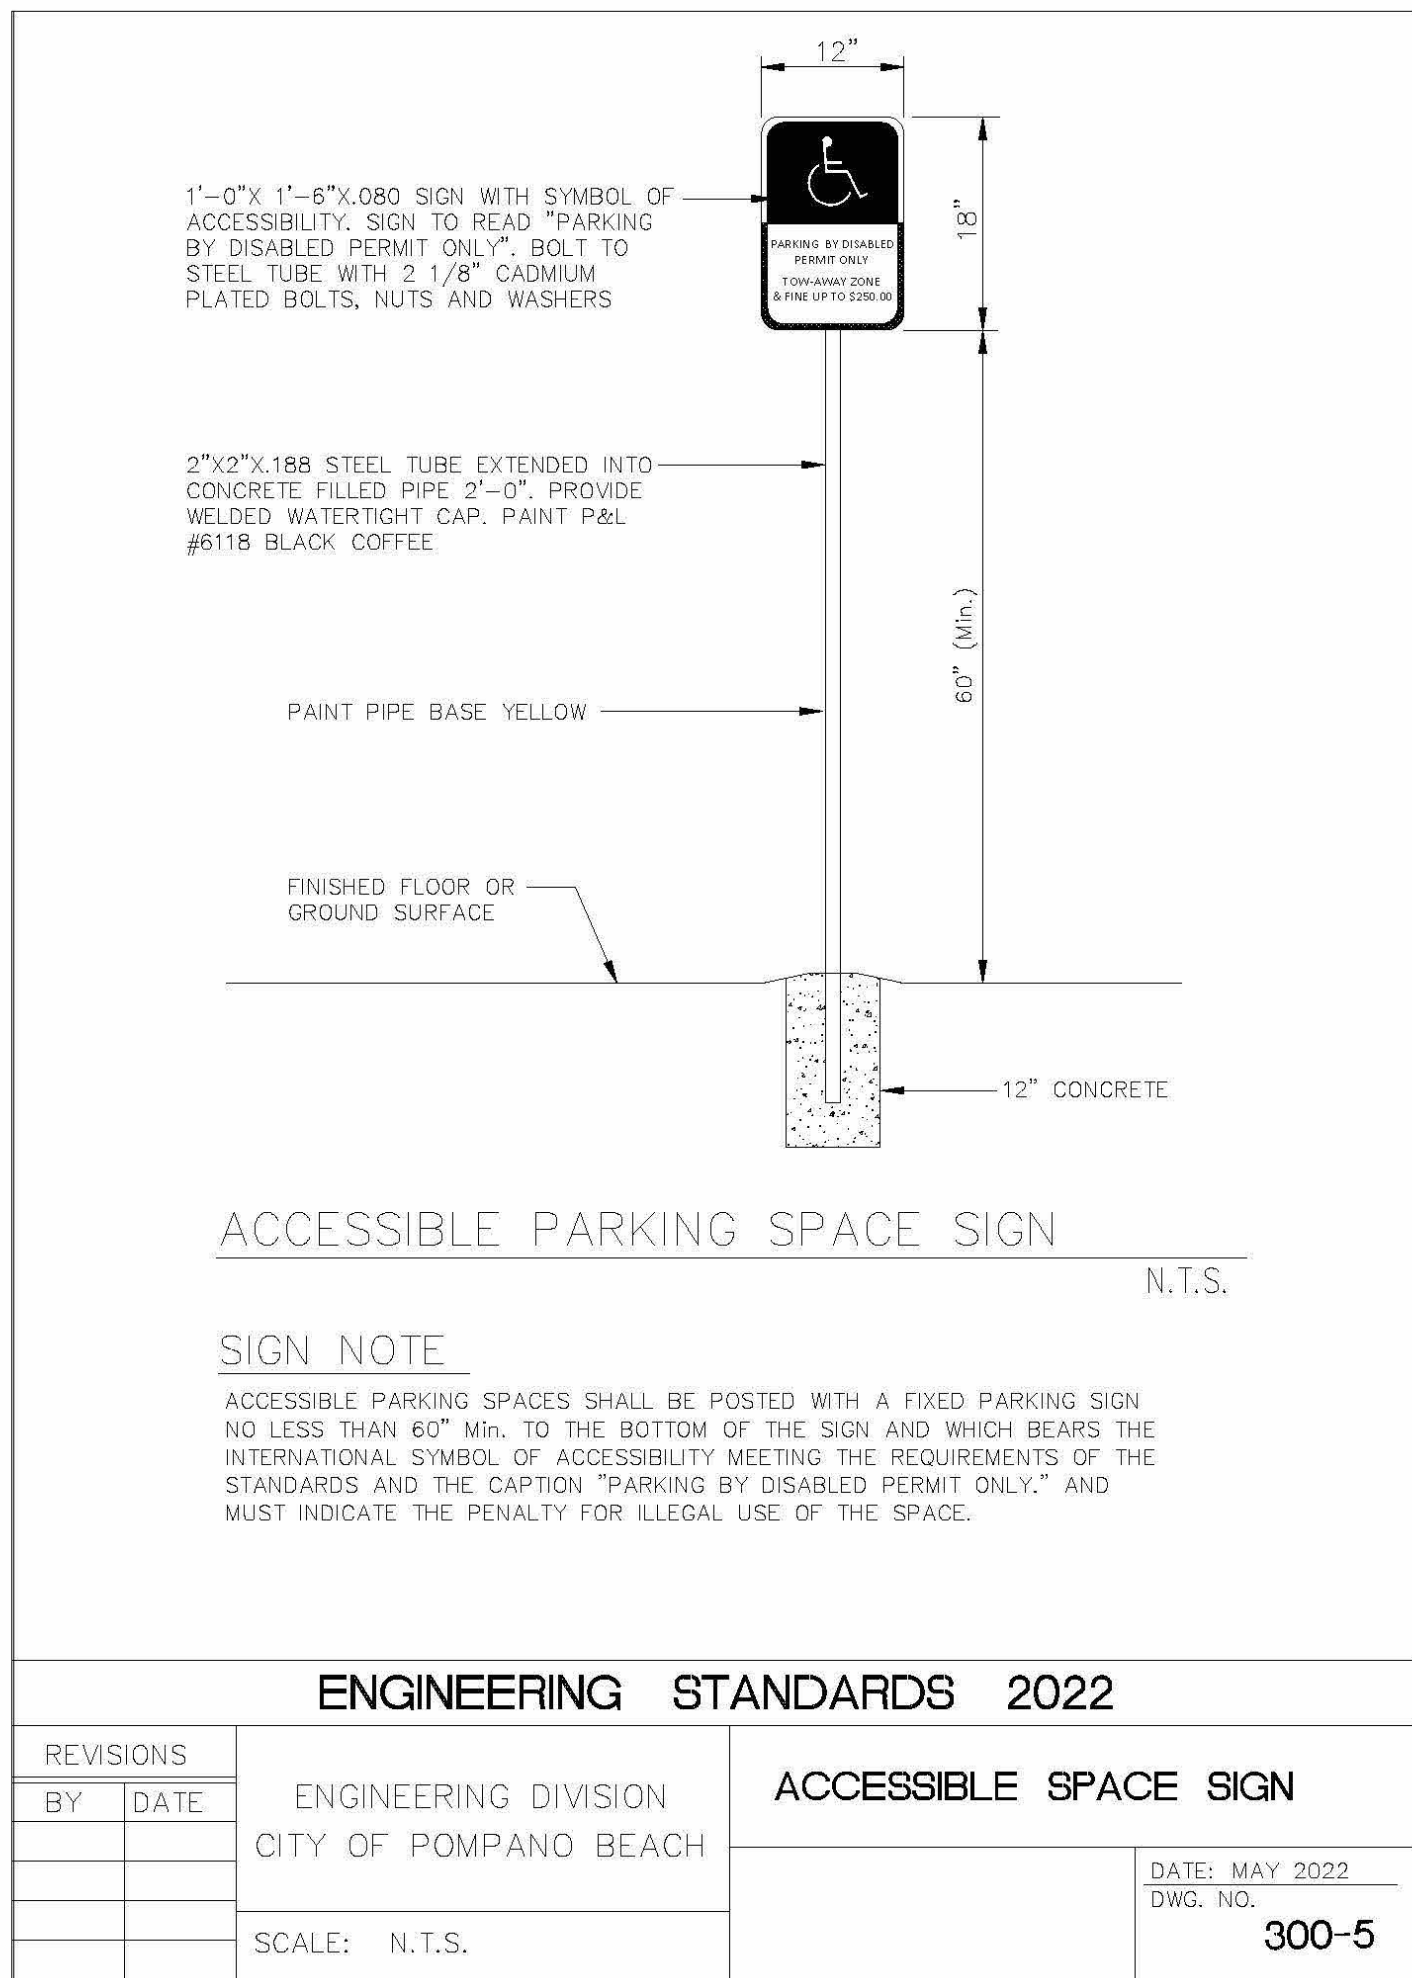 12"
1'-0"X 1'-6"X.080 SIGN WITH SYMBOL OF
ACCESSIBILITY. SIGN TO READ "PARKING
BY DISABLED PERMIT ONLY". BOLT TO
STEEL TUBE WITH 2 1/8" CADMIUM
PLATED BOLTS, NUTS AND WASHERS
PARKING BY DISABLED
PERMIT ONLY
TOW-AWAY ZONE
& FINE UP TO $250.00
18"
2"X2"X.188 STEEL TUBE EXTENDED INTO
CONCRETE FILLED PIPE 2'-0". PROVIDE
WELDED WATERTIGHT CAP. PAINT P&L
#6118 BLACK COFFEE
60" (Min.)
PAINT PIPE BASE YELLOW
FINISHED FLOOR OR
GROUND SURFACE
12" CONCRETE
ACCESSIBLE PARKING SPACE SIGN
N.T.S.
SIGN NOTE
ACCESSIBLE PARKING SPACES SHALL BE POSTED WITH A FIXED PARKING SIGN
NO LESS THAN 60" Min. TO THE BOTTOM OF THE SIGN AND WHICH BEARS THE
INTERNATIONAL SYMBOL OF ACCESSIBILITY MEETING THE REQUIREMENTS OF THE
STANDARDS AND THE CAPTION "PARKING BY DISABLED PERMIT ONLY." AND
MUST INDICATE THE PENALTY FOR ILLEGAL USE OF THE SPACE.
ENGINEERING STANDARDS 2022
REVISIONS
BY DATE
ENGINEERING DIVISION
CITY OF POMPANO BEACH
SCALE: N.T.S.
ACCESSIBLE SPACE SIGN
DATE: MAY 2022
DWG. NO.
300-5